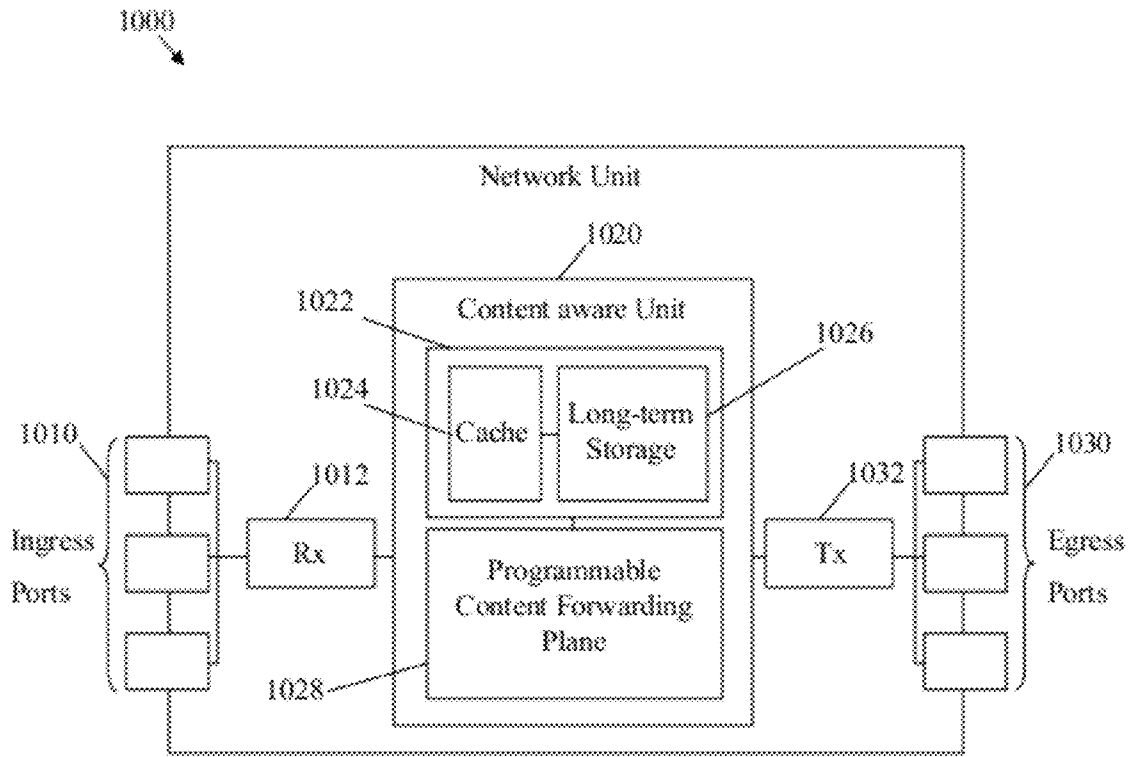 1000
Network Unit
1020
1022
Content aware Unit
1026
1024
Cache
Long-term
Storage
1010
1030
1012
1032
Ingress
Ports
Rx
Programmable
Content Forwarding
Plane
Tx
Egress
Ports
1028